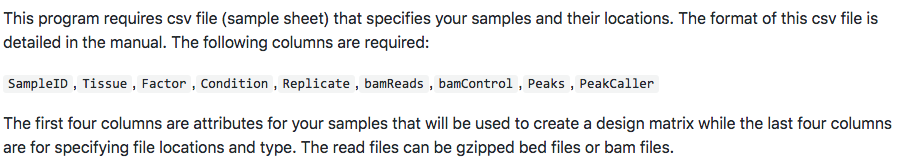 This program requires csv file (sample sheet) that specifies your samples and their locations. The format of this csv file is
detailed in the manual. The following columns are required:
SampleID , Tissue , Factor , Condition , Replicate , bamReads , bamControl , Peaks , PeakCaller
The first four columns are attributes for your samples that will be used to create a design matrix while the last four columns
are for specifying file locations and type. The read files can be gzipped bed files or bam files.